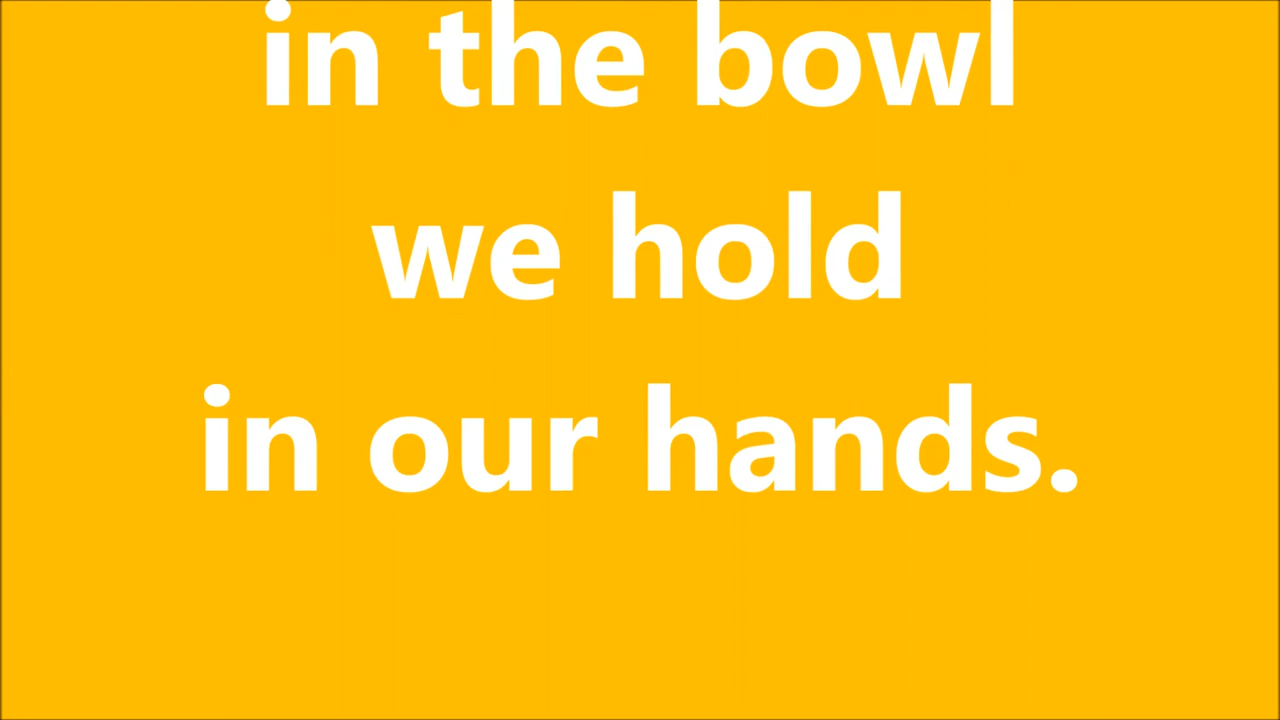 in the bowl
we hold
in our hands.